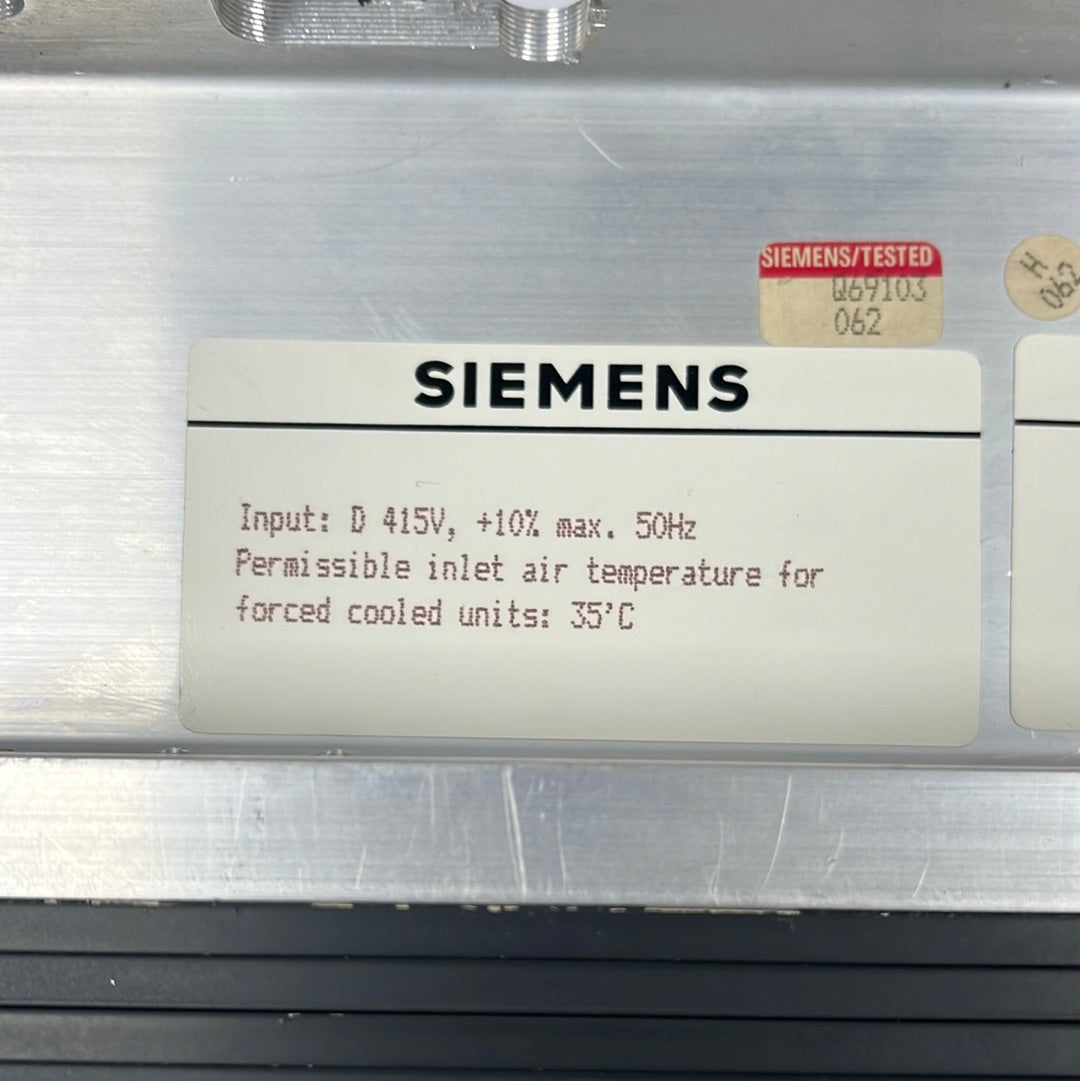 SIEMENS/TESTED
Q69103
062
H
062
SIEMENS
Input: D 415V, +10% max. 50Hz
Permissible inlet air temperature for
forced cooled units: 35°C